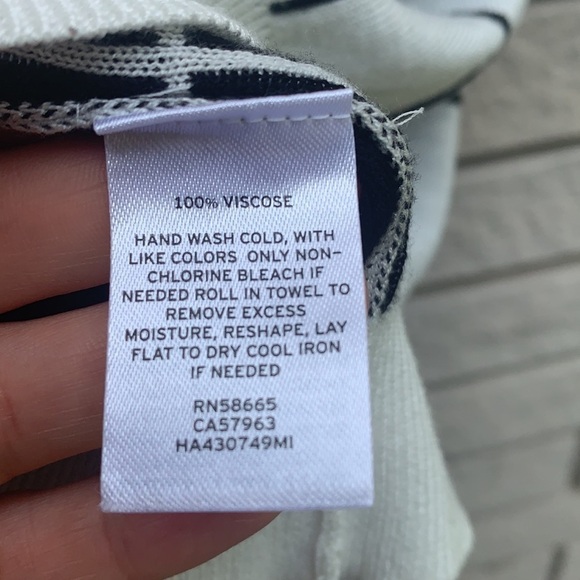 100% VISCOSE
HAND WASH COLD, WITH
LIKE COLORS ONLY NON-
CHLORINE BLEACH IF
NEEDED ROLL IN TOWEL TO
REMOVE EXCESS
MOISTURE, RESHAPE, LAY
FLAT TO DRY COOL IRON
IF NEEDED
RN58665
CA57963
HA430749MI